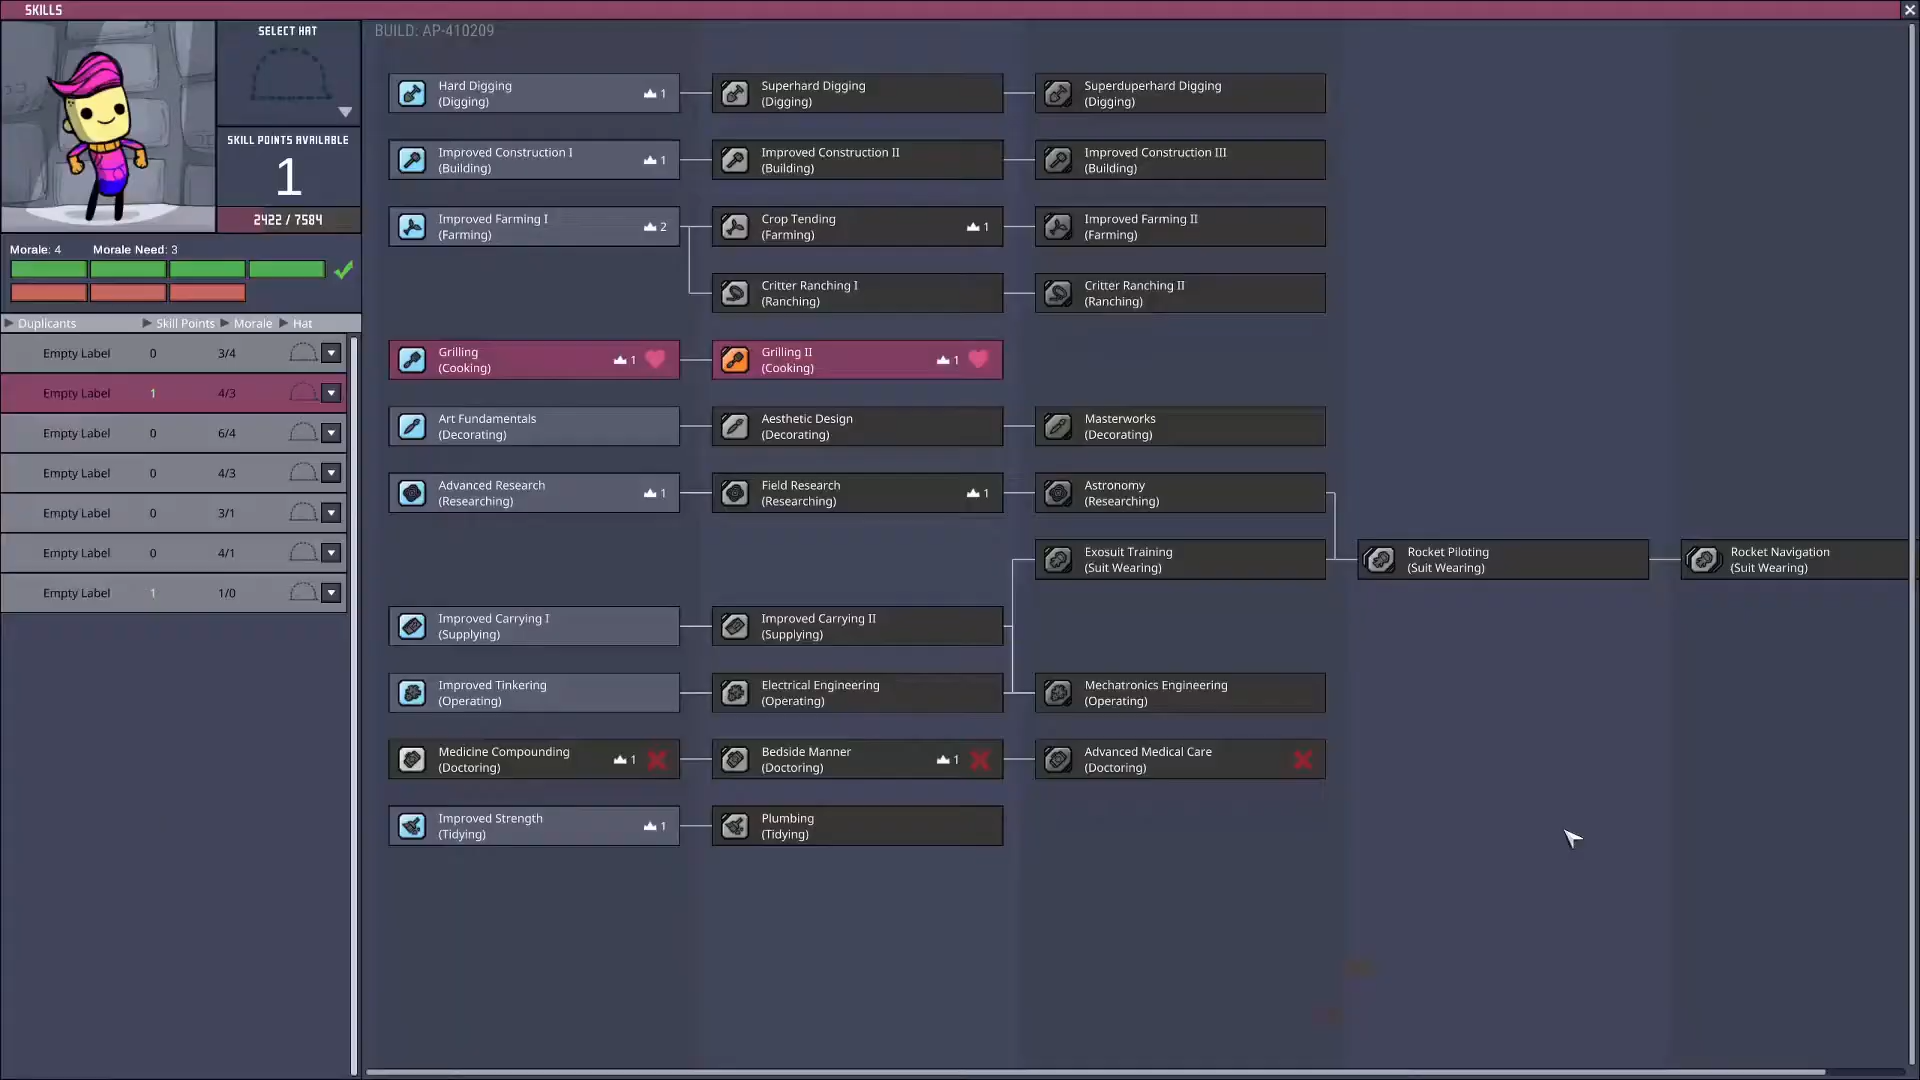 SKILLS
SELECT HAT
SKILL POINTS AVAILABLE
1
2422 / 7584
Morale: 4 Morale Need: 3
Duplicants Skill Points Morale Hat
Empty Label 0 3/4
Empty Label 1 4/3
Empty Label 0 6/4
Empty Label 0 4/3
Empty Label 0 3/1
Empty Label 0 4/1
Empty Label 1 1/0
BUILD: AP-410209
Hard Digging
(Digging)
1
Superhard Digging
(Digging)
Superduperhard Digging
(Digging)
Improved Construction I
(Building)
1
Improved Construction II
(Building)
Improved Construction III
(Building)
Improved Farming I
(Farming)
2
Crop Tending
(Farming)
1
Improved Farming II
(Farming)
Critter Ranching I
(Ranching)
Critter Ranching II
(Ranching)
Grilling
(Cooking)
1
Grilling II
(Cooking)
1
Art Fundamentals
(Decorating)
Aesthetic Design
(Decorating)
Masterworks
(Decorating)
Advanced Research
(Researching)
1
Field Research
(Researching)
1
Astronomy
(Researching)
Exosuit Training
(Suit Wearing)
Rocket Piloting
(Suit Wearing)
Rocket Navigation
(Suit Wearing)
Improved Carrying I
(Supplying)
Improved Carrying II
(Supplying)
Improved Tinkering
(Operating)
Electrical Engineering
(Operating)
Mechatronics Engineering
(Operating)
Medicine Compounding
(Doctoring)
1
Bedside Manner
(Doctoring)
1
Advanced Medical Care
(Doctoring)
Improved Strength
(Tidying)
1
Plumbing
(Tidying)